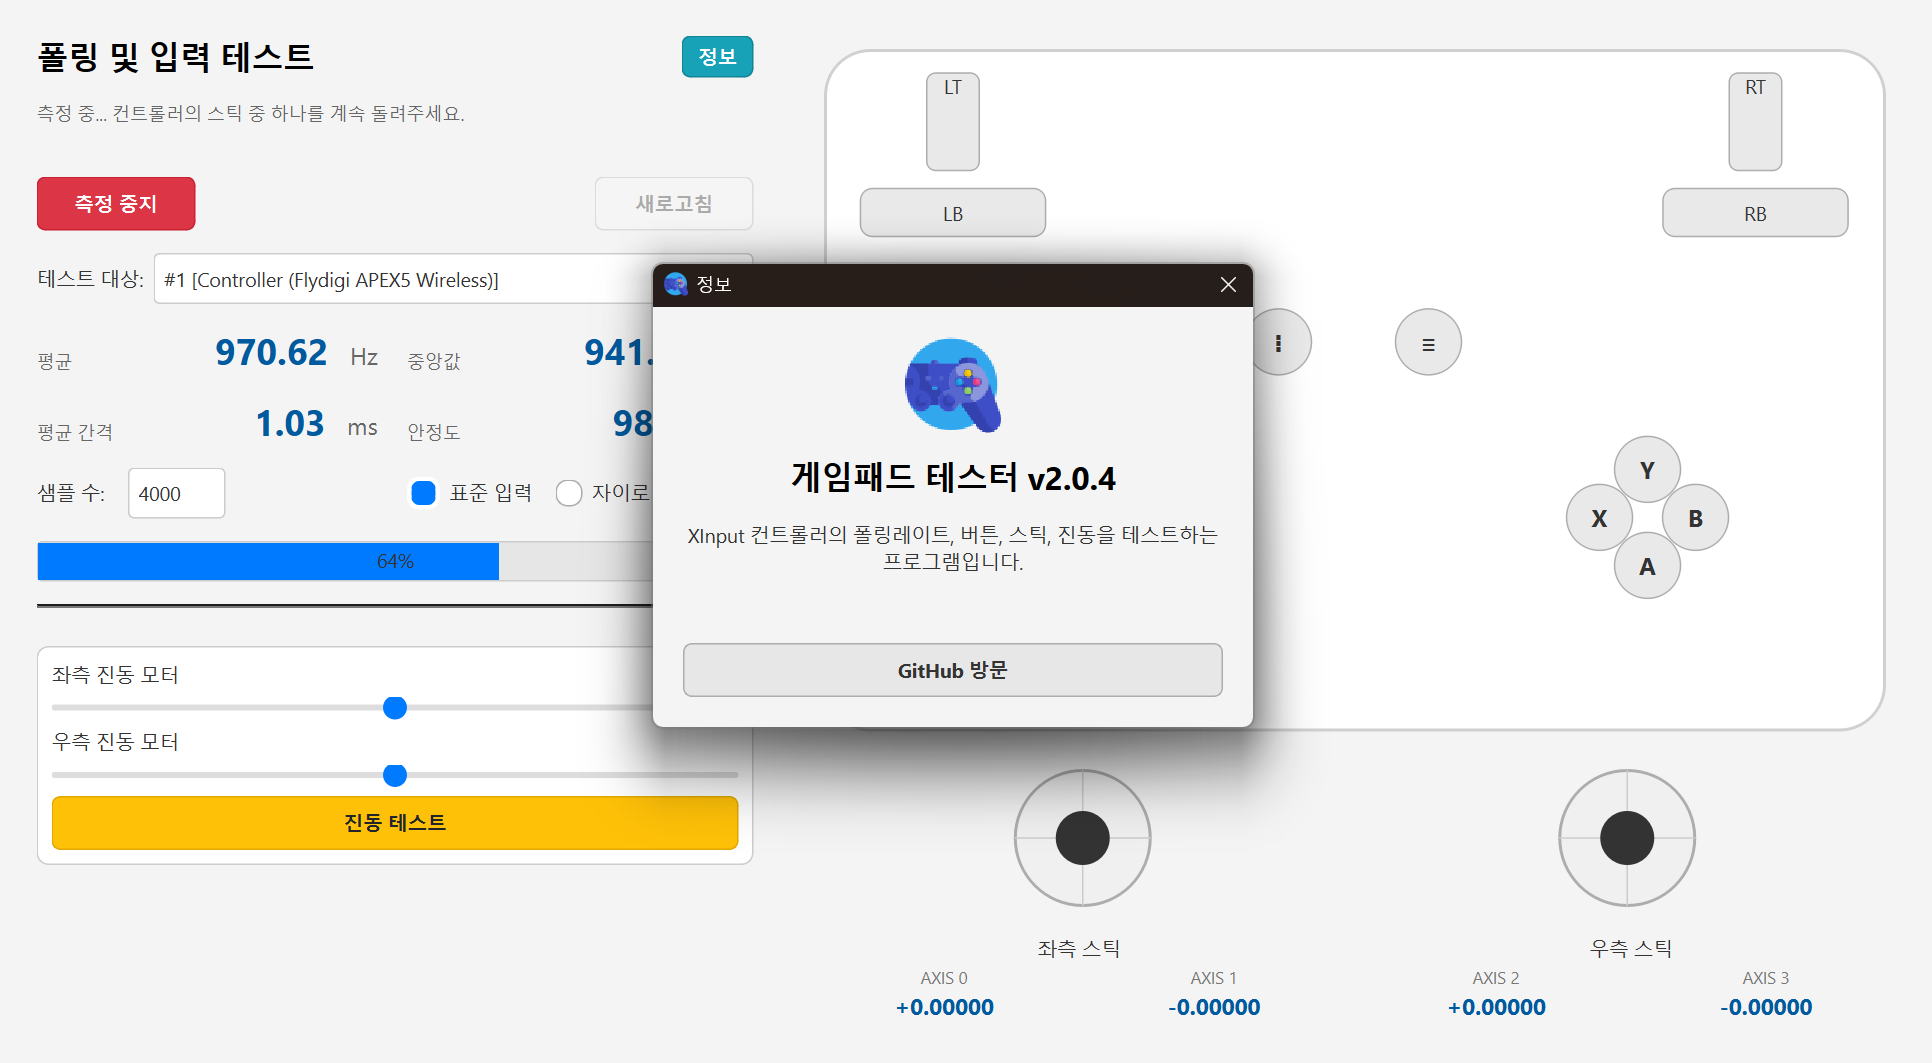 폴링 및 입력 테스트
정보
측정 중... 컨트롤러의 스틱 중 하나를 계속 돌려주세요.
측정 중지
새로고침
테스트 대상:
#1 [Controller (Flydigi APEX5 Wireless)]
평균
970.62
Hz
중앙값
941.
평균 간격
1.03
ms
안정도
98
샘플 수:
4000
표준 입력
자이로
64%
좌측 진동 모터
우측 진동 모터
진동 테스트
정보
게임패드 테스터 v2.0.4
XInput 컨트롤러의 폴링레이트, 버튼, 스틱, 진동을 테스트하는
프로그램입니다.
GitHub 방문
LT
RT
LB
RB
Y
X
B
A
좌측 스틱
우측 스틱
AXIS 0
AXIS 1
AXIS 2
AXIS 3
+0.00000
-0.00000
+0.00000
-0.00000